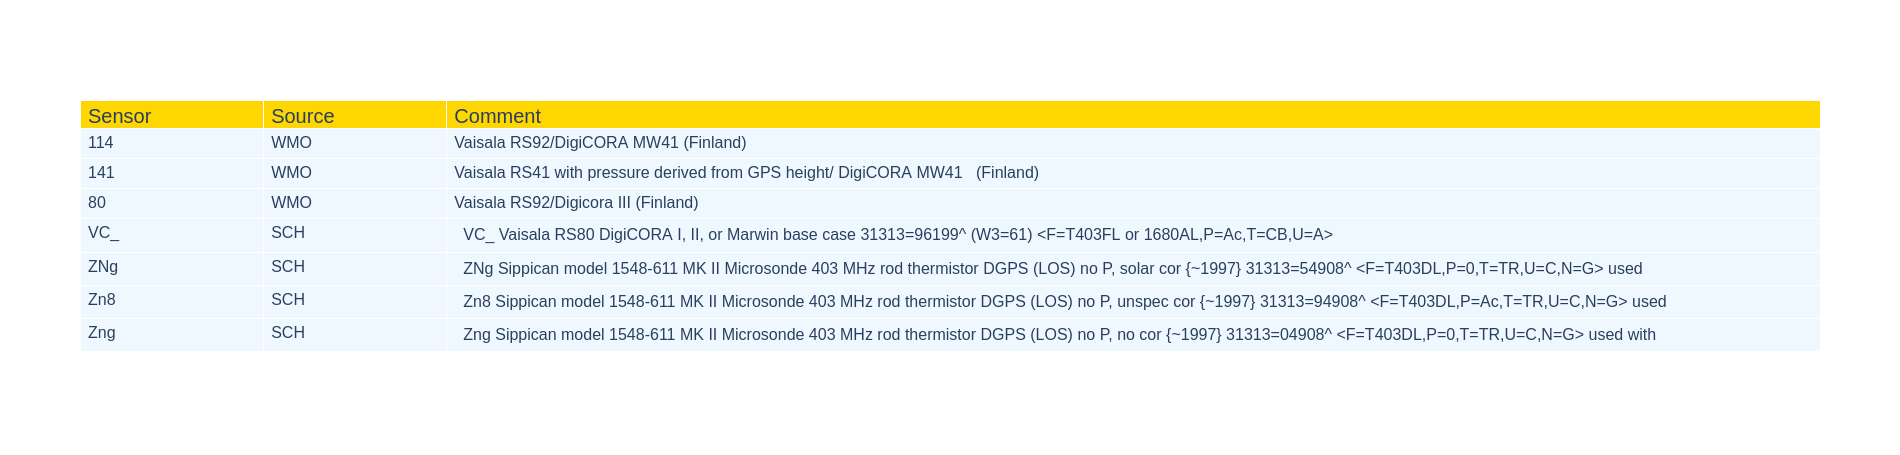 Sensor Source Comment
114 WMO Vaisala RS92/DigiCORA MW41 (Finland)
141 WMO Vaisala RS41 with pressure derived from GPS height/ DigiCORA MW41 (Finland)
80 WMO Vaisala RS92/Digicora III (Finland)
VC_ SCH VC_ Vaisala RS80 DigiCORA I, II, or Marwin base case 31313=96199^ (W3=61) <F=T403FL or 1680AL,P=Ac,T=CB,U=A>
ZNg SCH ZNg Sippican model 1548-611 MK II Microsonde 403 MHz rod thermistor DGPS (LOS) no P, solar cor {~1997} 31313=54908^ <F=T403DL,P=0,T=TR,U=C,N=G> used
Zn8 SCH Zn8 Sippican model 1548-611 MK II Microsonde 403 MHz rod thermistor DGPS (LOS) no P, unspec cor {~1997} 31313=94908^ <F=T403DL,P=Ac,T=TR,U=C,N=G> used
Zng SCH Zng Sippican model 1548-611 MK II Microsonde 403 MHz rod thermistor DGPS (LOS) no P, no cor {~1997} 31313=04908^ <F=T403DL,P=0,T=TR,U=C,N=G> used with